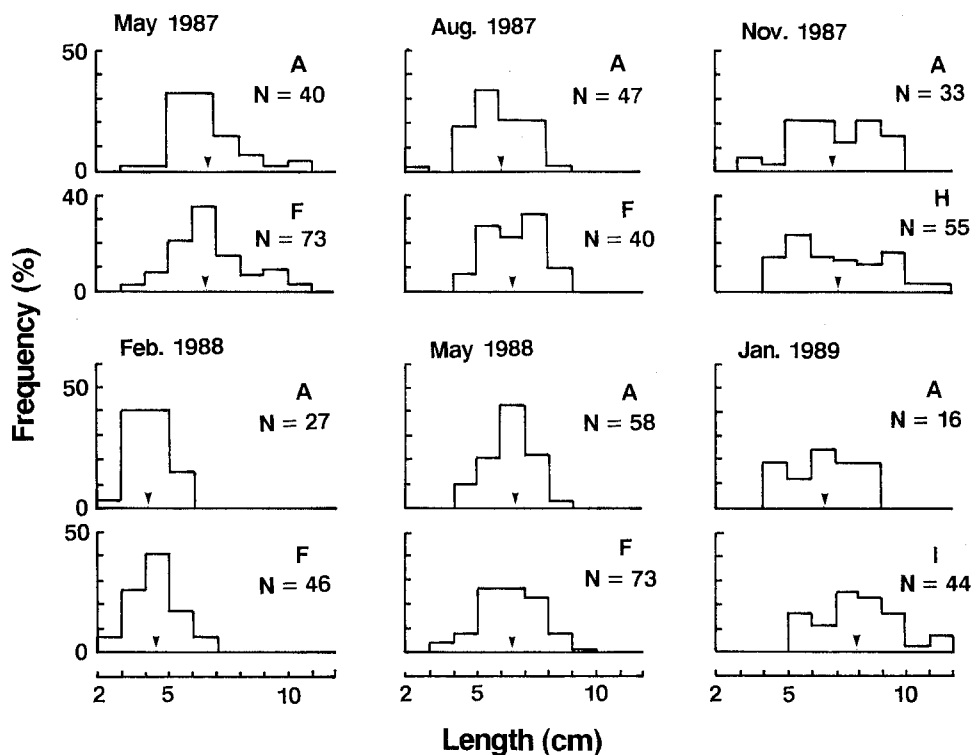 May 1987
Aug. 1987
Nov. 1987
50
0
A
N = 40
A
N = 47
A
N = 33
40
0
F
N = 73
F
N = 40
H
N = 55
Frequency (%)
Feb. 1988
May 1988
Jan. 1989
50
0
A
N = 27
A
N = 58
A
N = 16
50
0
F
N = 46
F
N = 73
I
N = 44
2 5 10
2 5 10
2 5 10
Length (cm)